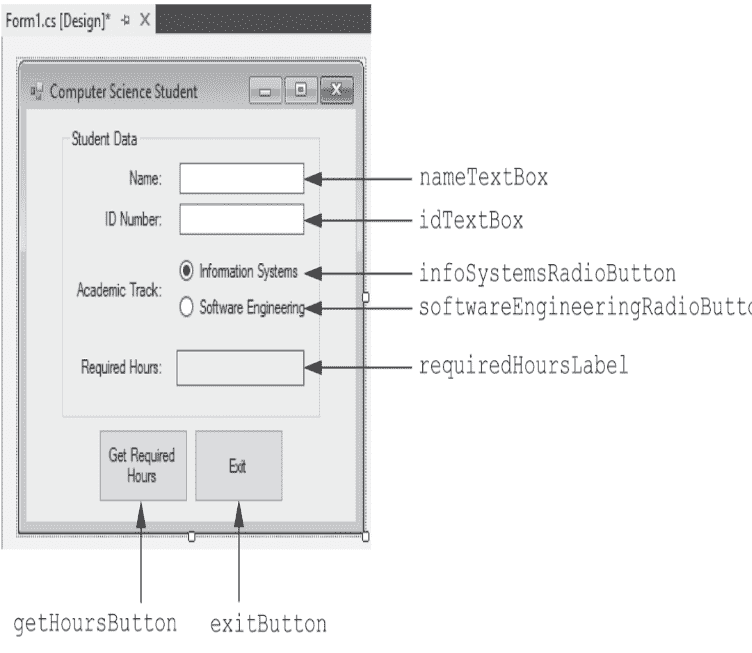 Form1.cs [Design]*
Computer Science Student
Student Data
Name:
nameTextBox
ID Number:
idTextBox
Academic Track:
Information Systems
infoSystemsRadioButton
Software Engineering
softwareEngineeringRadioButto
Required Hours:
requiredHoursLabel
Get Required
Hours
Exit
getHoursButton
exitButton